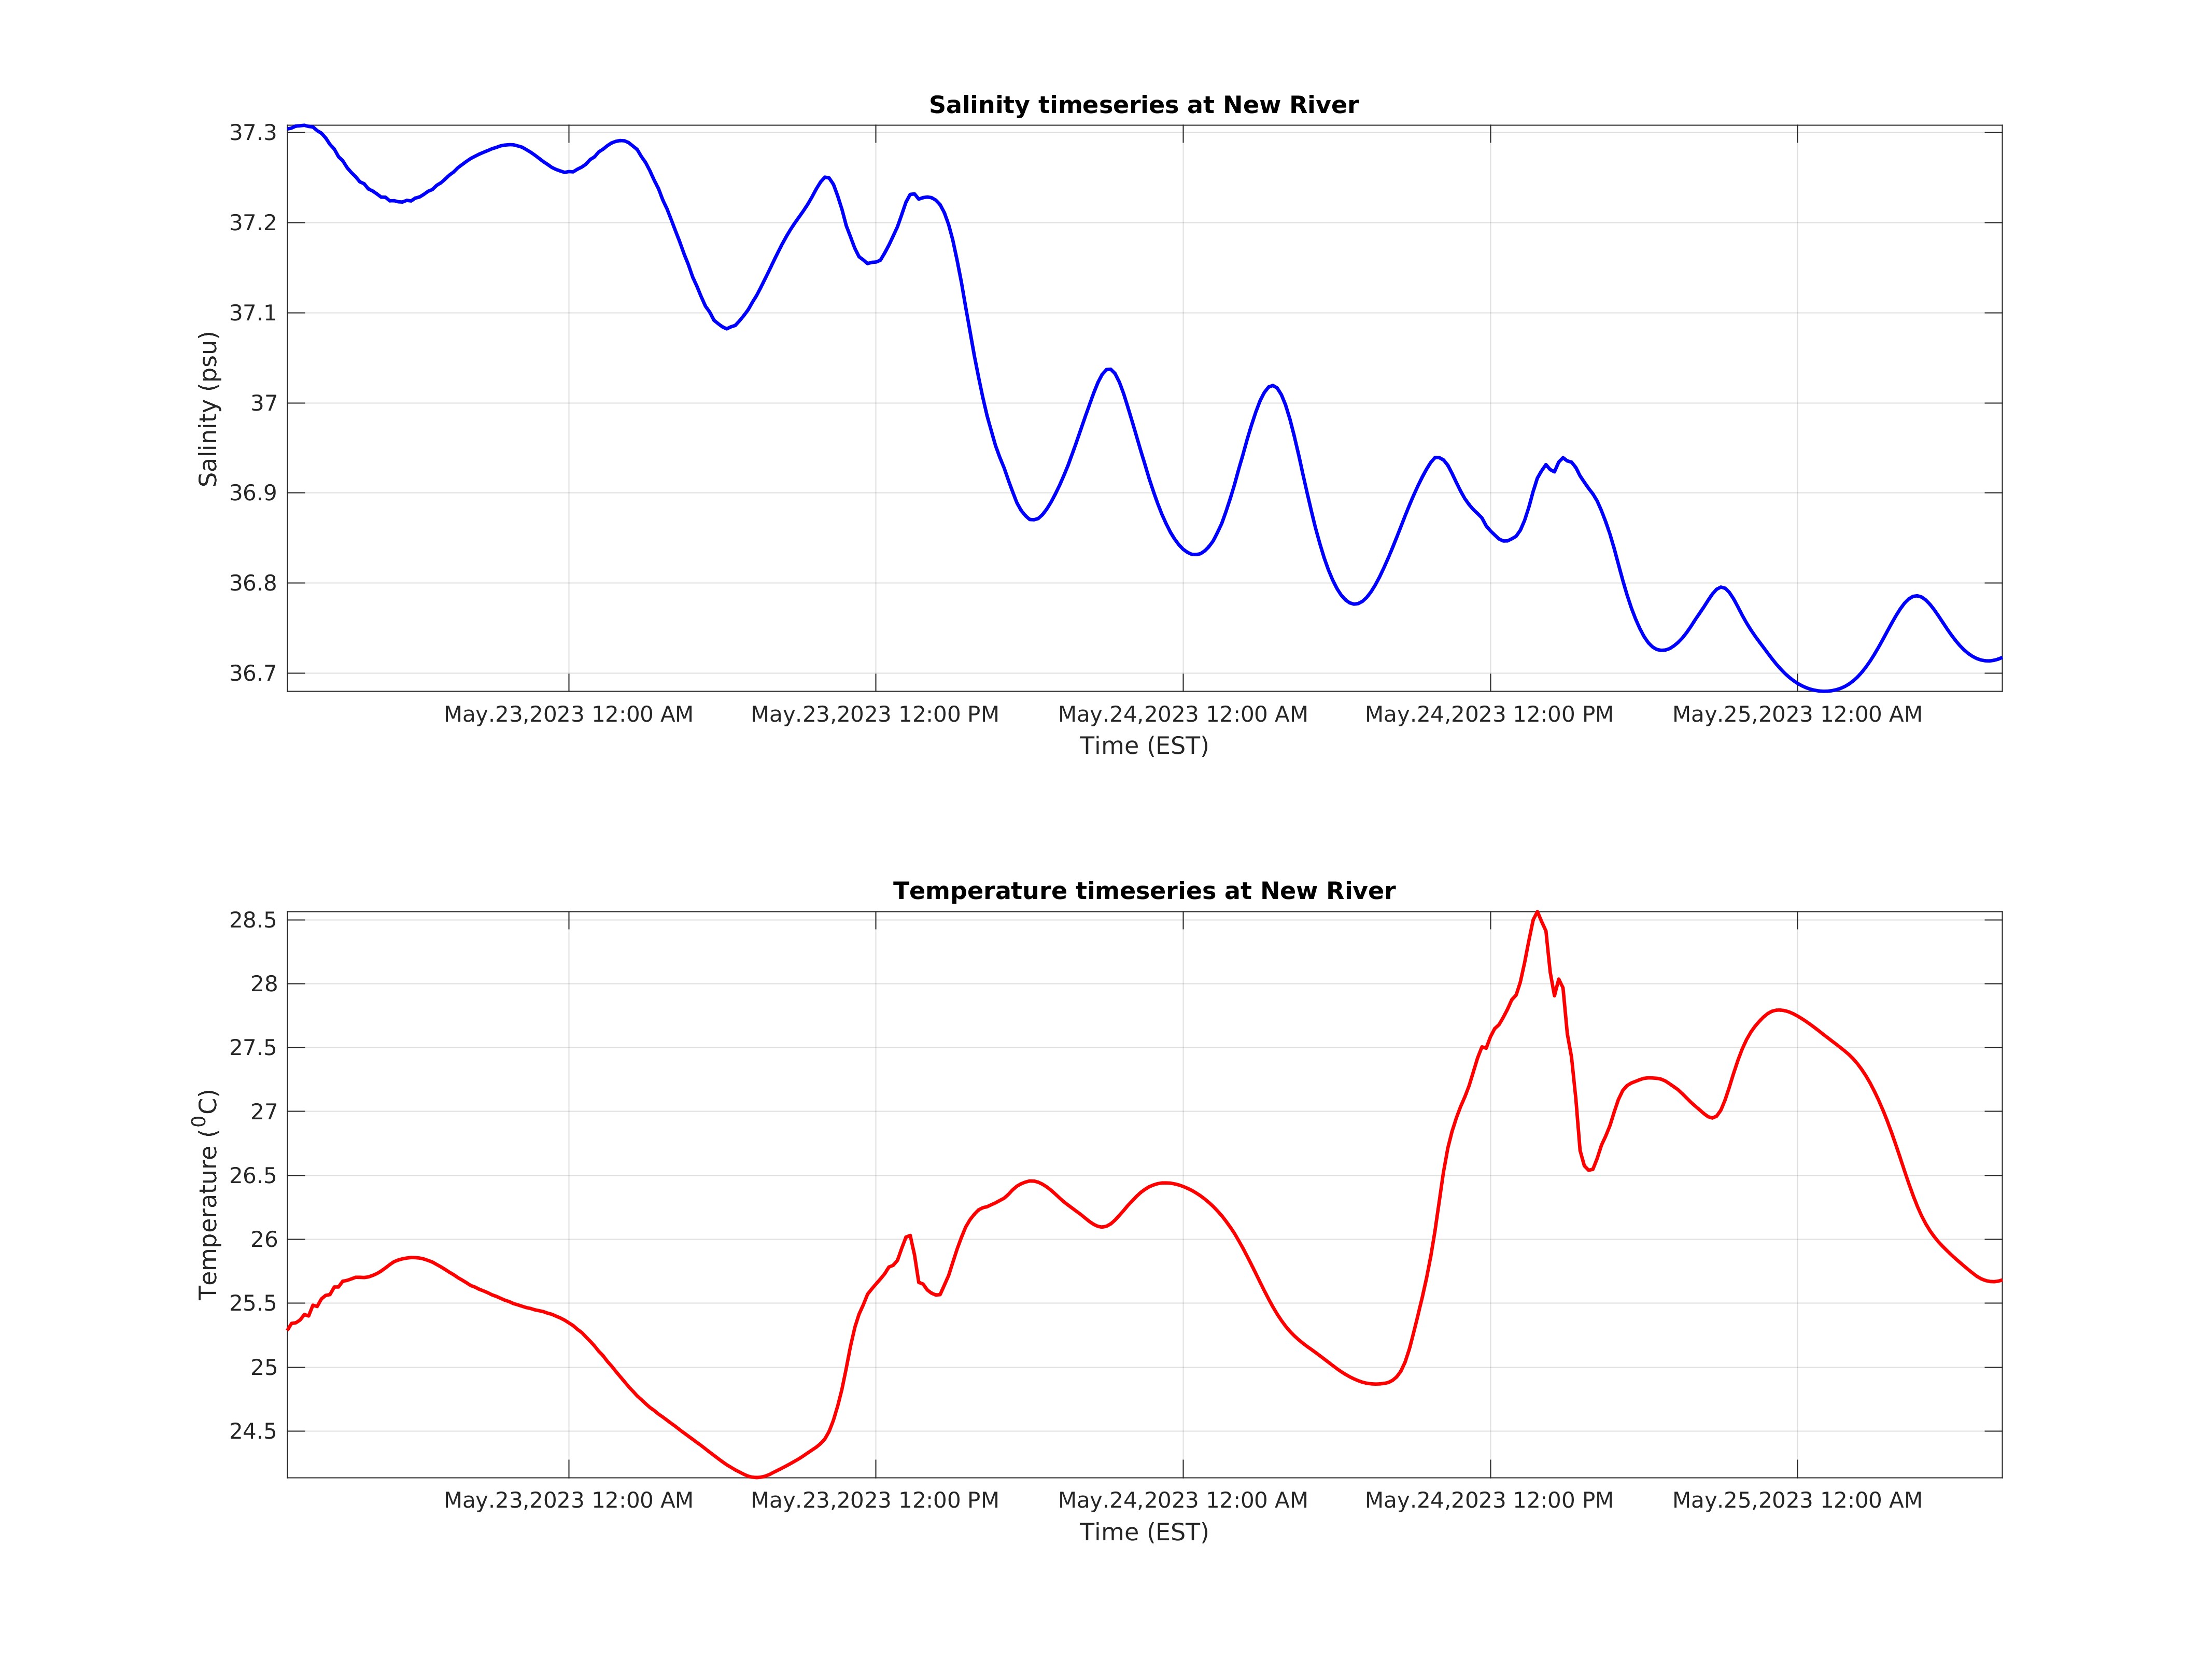 Salinity timeseries at New River
37.3
37.2
37.1
37
36.9
36.8
36.7
Salinity (psu)
May.23,2023 12:00 AM May.23,2023 12:00 PM May.24,2023 12:00 AM May.24,2023 12:00 PM May.25,2023 12:00 AM
Time (EST)
Temperature timeseries at New River
28.5
28
27.5
27
26.5
26
25.5
25
24.5
Temperature (⁰C)
May.23,2023 12:00 AM May.23,2023 12:00 PM May.24,2023 12:00 AM May.24,2023 12:00 PM May.25,2023 12:00 AM
Time (EST)